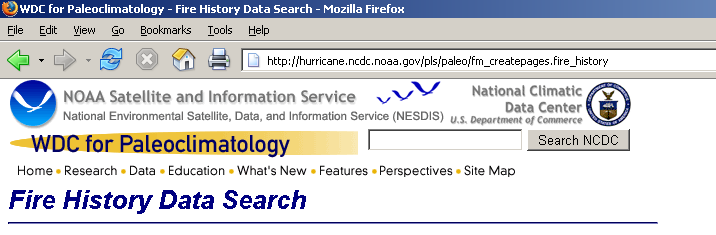 WDC for Paleoclimatology - Fire History Data Search - Mozilla Firefox
File Edit View Go Bookmarks Tools Help
http://hurricane.ncdc.noaa.gov/pls/paleo/fm_createpages.fire_history
NOAA Satellite and Information Service
National Environmental Satellite, Data, and Information Service (NESDIS)
National Climatic
Data Center
U.S. Department of Commerce
WDC for Paleoclimatology
Search NCDC
Home • Research • Data • Education • What's New • Features • Perspectives • Site Map
Fire History Data Search